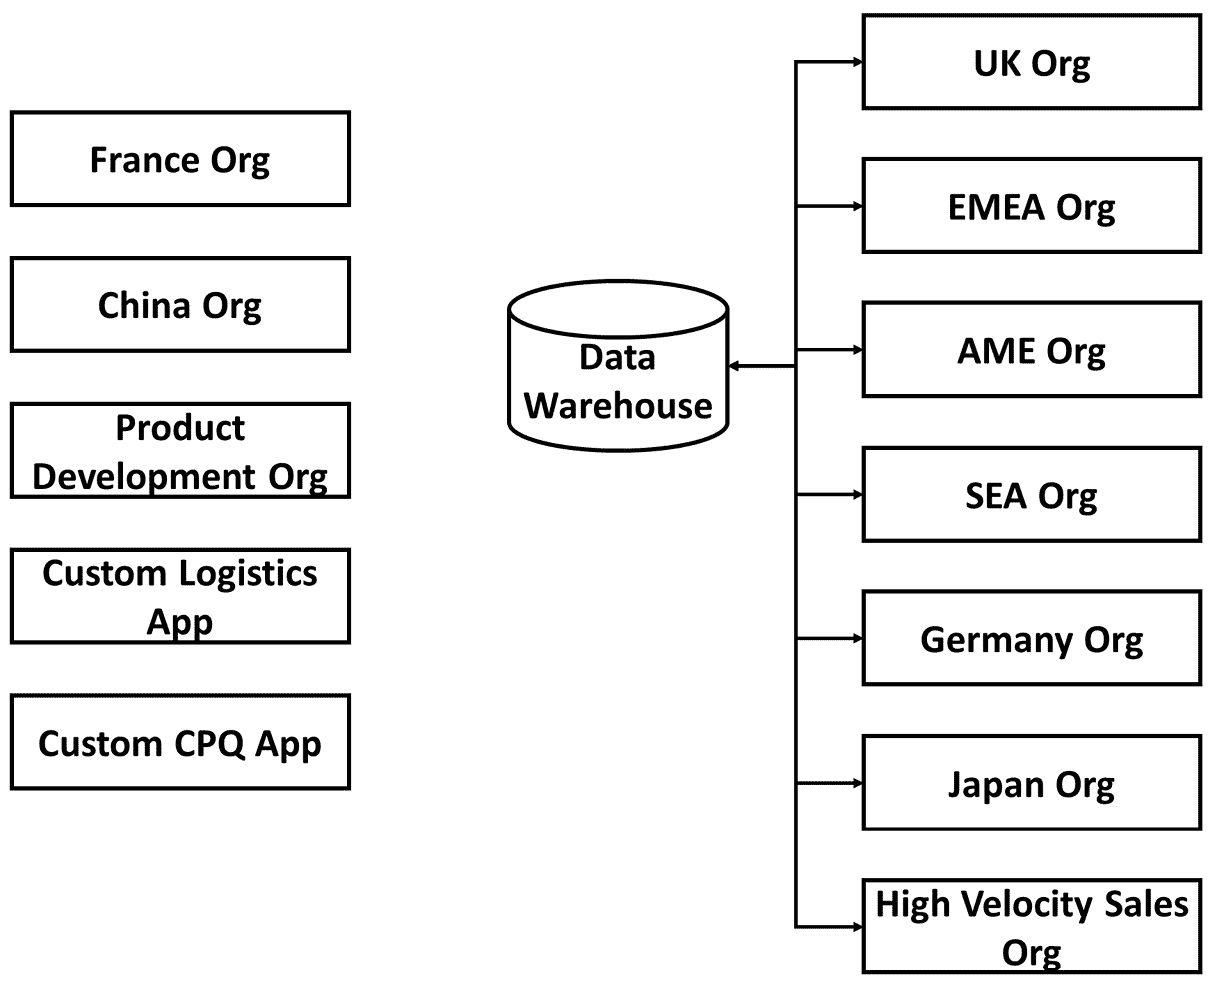 France Org
China Org
Product
Development Org
Custom Logistics
App
Custom CPQ App
Data
Warehouse
UK Org
EMEA Org
AME Org
SEA Org
Germany Org
Japan Org
High Velocity Sales
Org